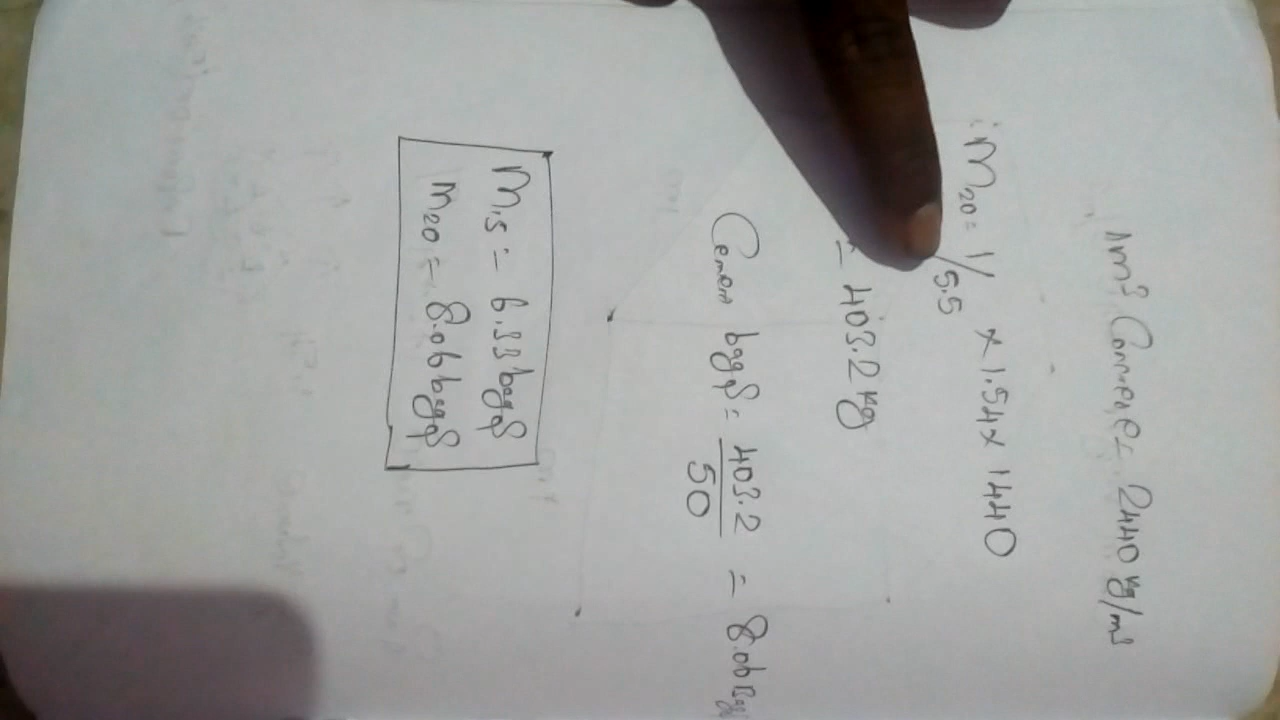 1m³ Concrete 2440 kg/m³
: M20 = 1/5.5 × 1.54 × 1440
= 403.2 kg
Cement bags = 403.2/50 = 8.06 Bags
M15 = 6.33 bags
M20 = 8.06 bags